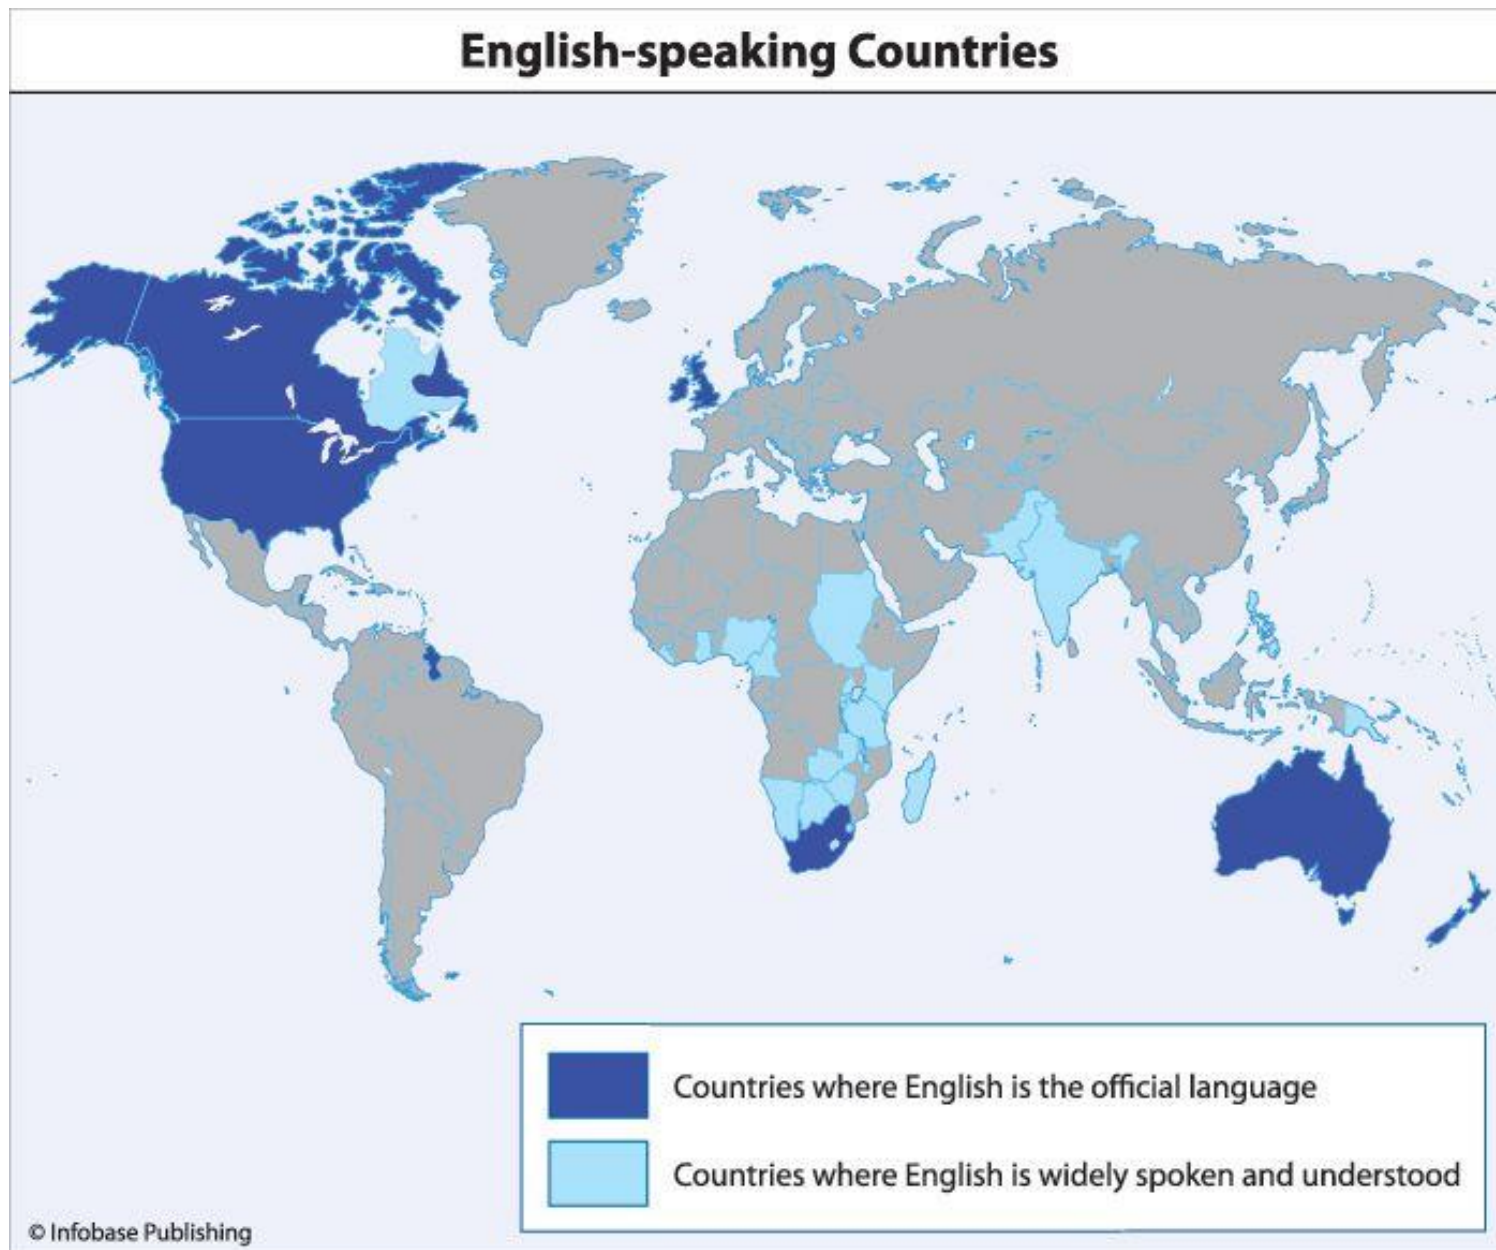 English-speaking Countries
Countries where English is the official language
Countries where English is widely spoken and understood
© Infobase Publishing